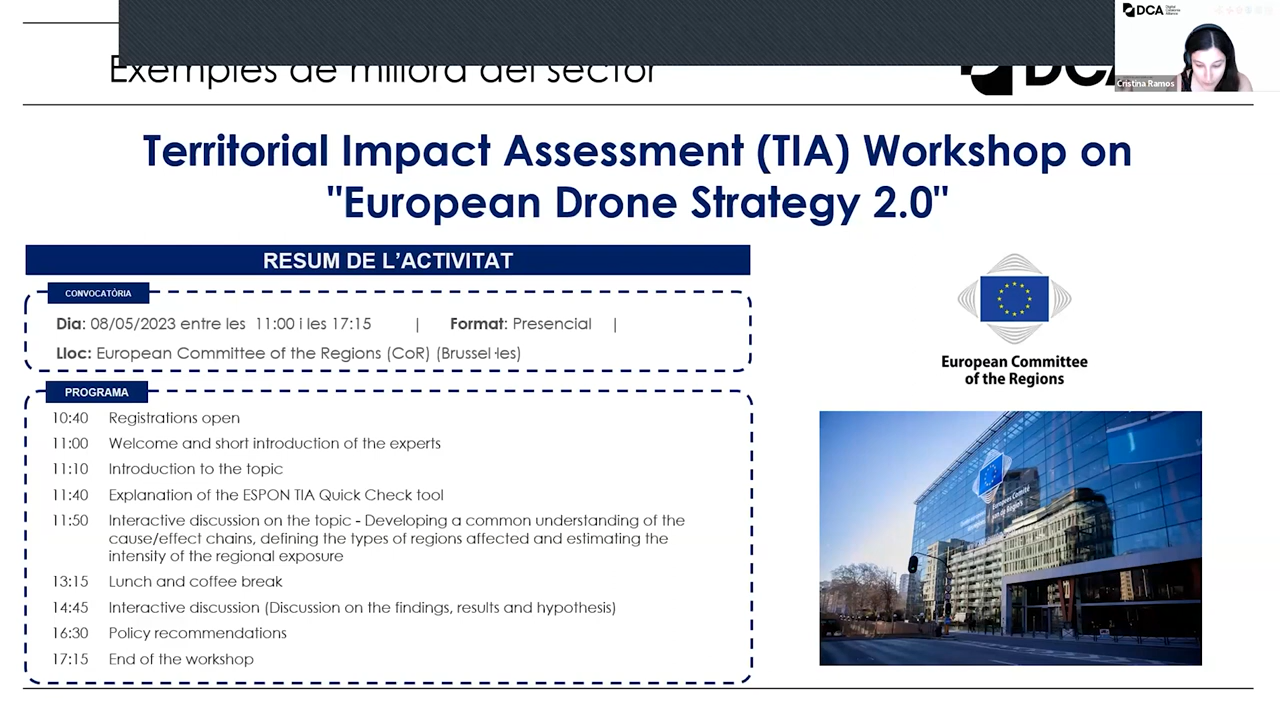 Exemples de millora del sector
DCA
DCA
Digital
Catalonia
Alliance
Cristina Ramos
Territorial Impact Assessment (TIA) Workshop on
"European Drone Strategy 2.0"
RESUM DE L'ACTIVITAT
CONVOCATÒRIA
Dia: 08/05/2023 entre les 11:00 i les 17:15 | Format: Presencial |
Lloc: European Committee of the Regions (CoR) (Brussel·les)
PROGRAMA
10:40 Registrations open
11:00 Welcome and short introduction of the experts
11:10 Introduction to the topic
11:40 Explanation of the ESPON TIA Quick Check tool
11:50 Interactive discussion on the topic - Developing a common understanding of the
cause/effect chains, defining the types of regions affected and estimating the
intensity of the regional exposure
13:15 Lunch and coffee break
14:45 Interactive discussion (Discussion on the findings, results and hypothesis)
16:30 Policy recommendations
17:15 End of the workshop
European Committee
of the Regions